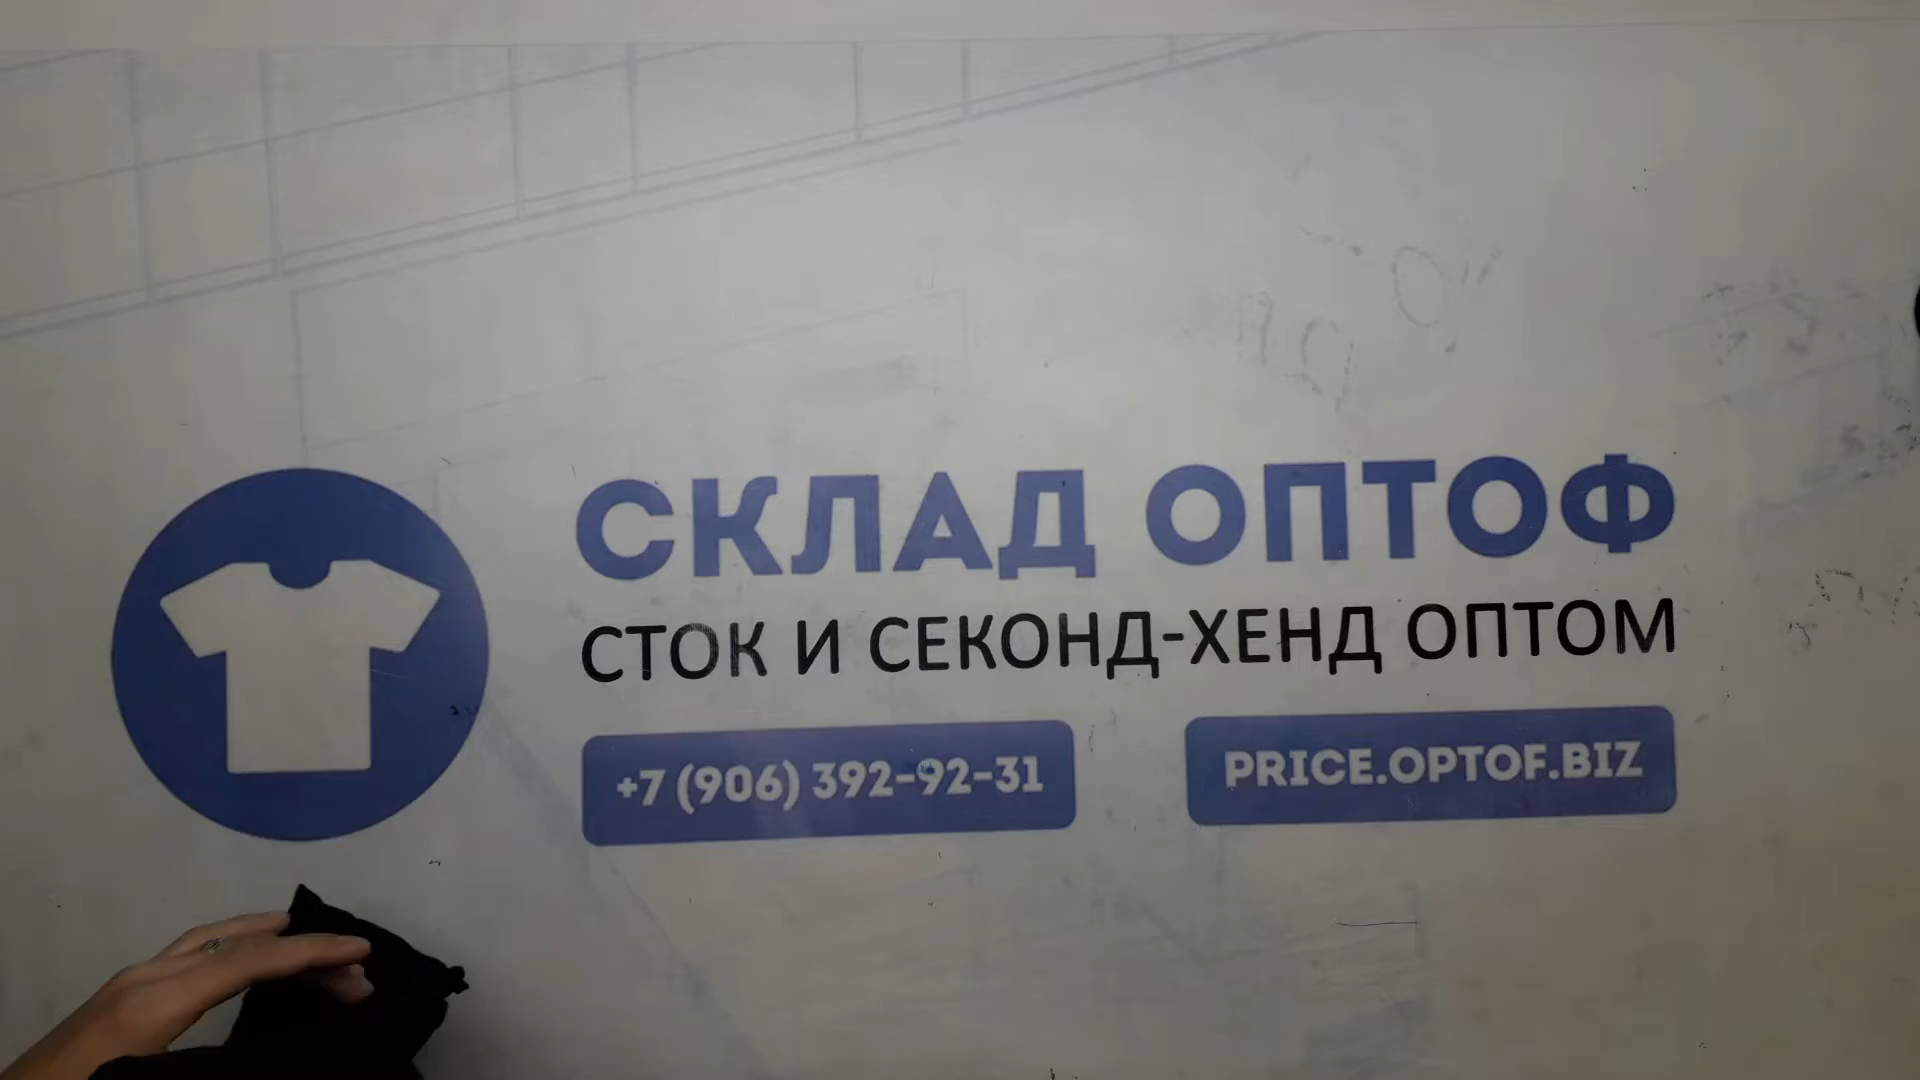 СКЛАД ОПТОФ
СТОК И СЕКОНД-ХЕНД ОПТОМ
+7 (906) 392-92-31
PRICE.OPTOF.BIZ